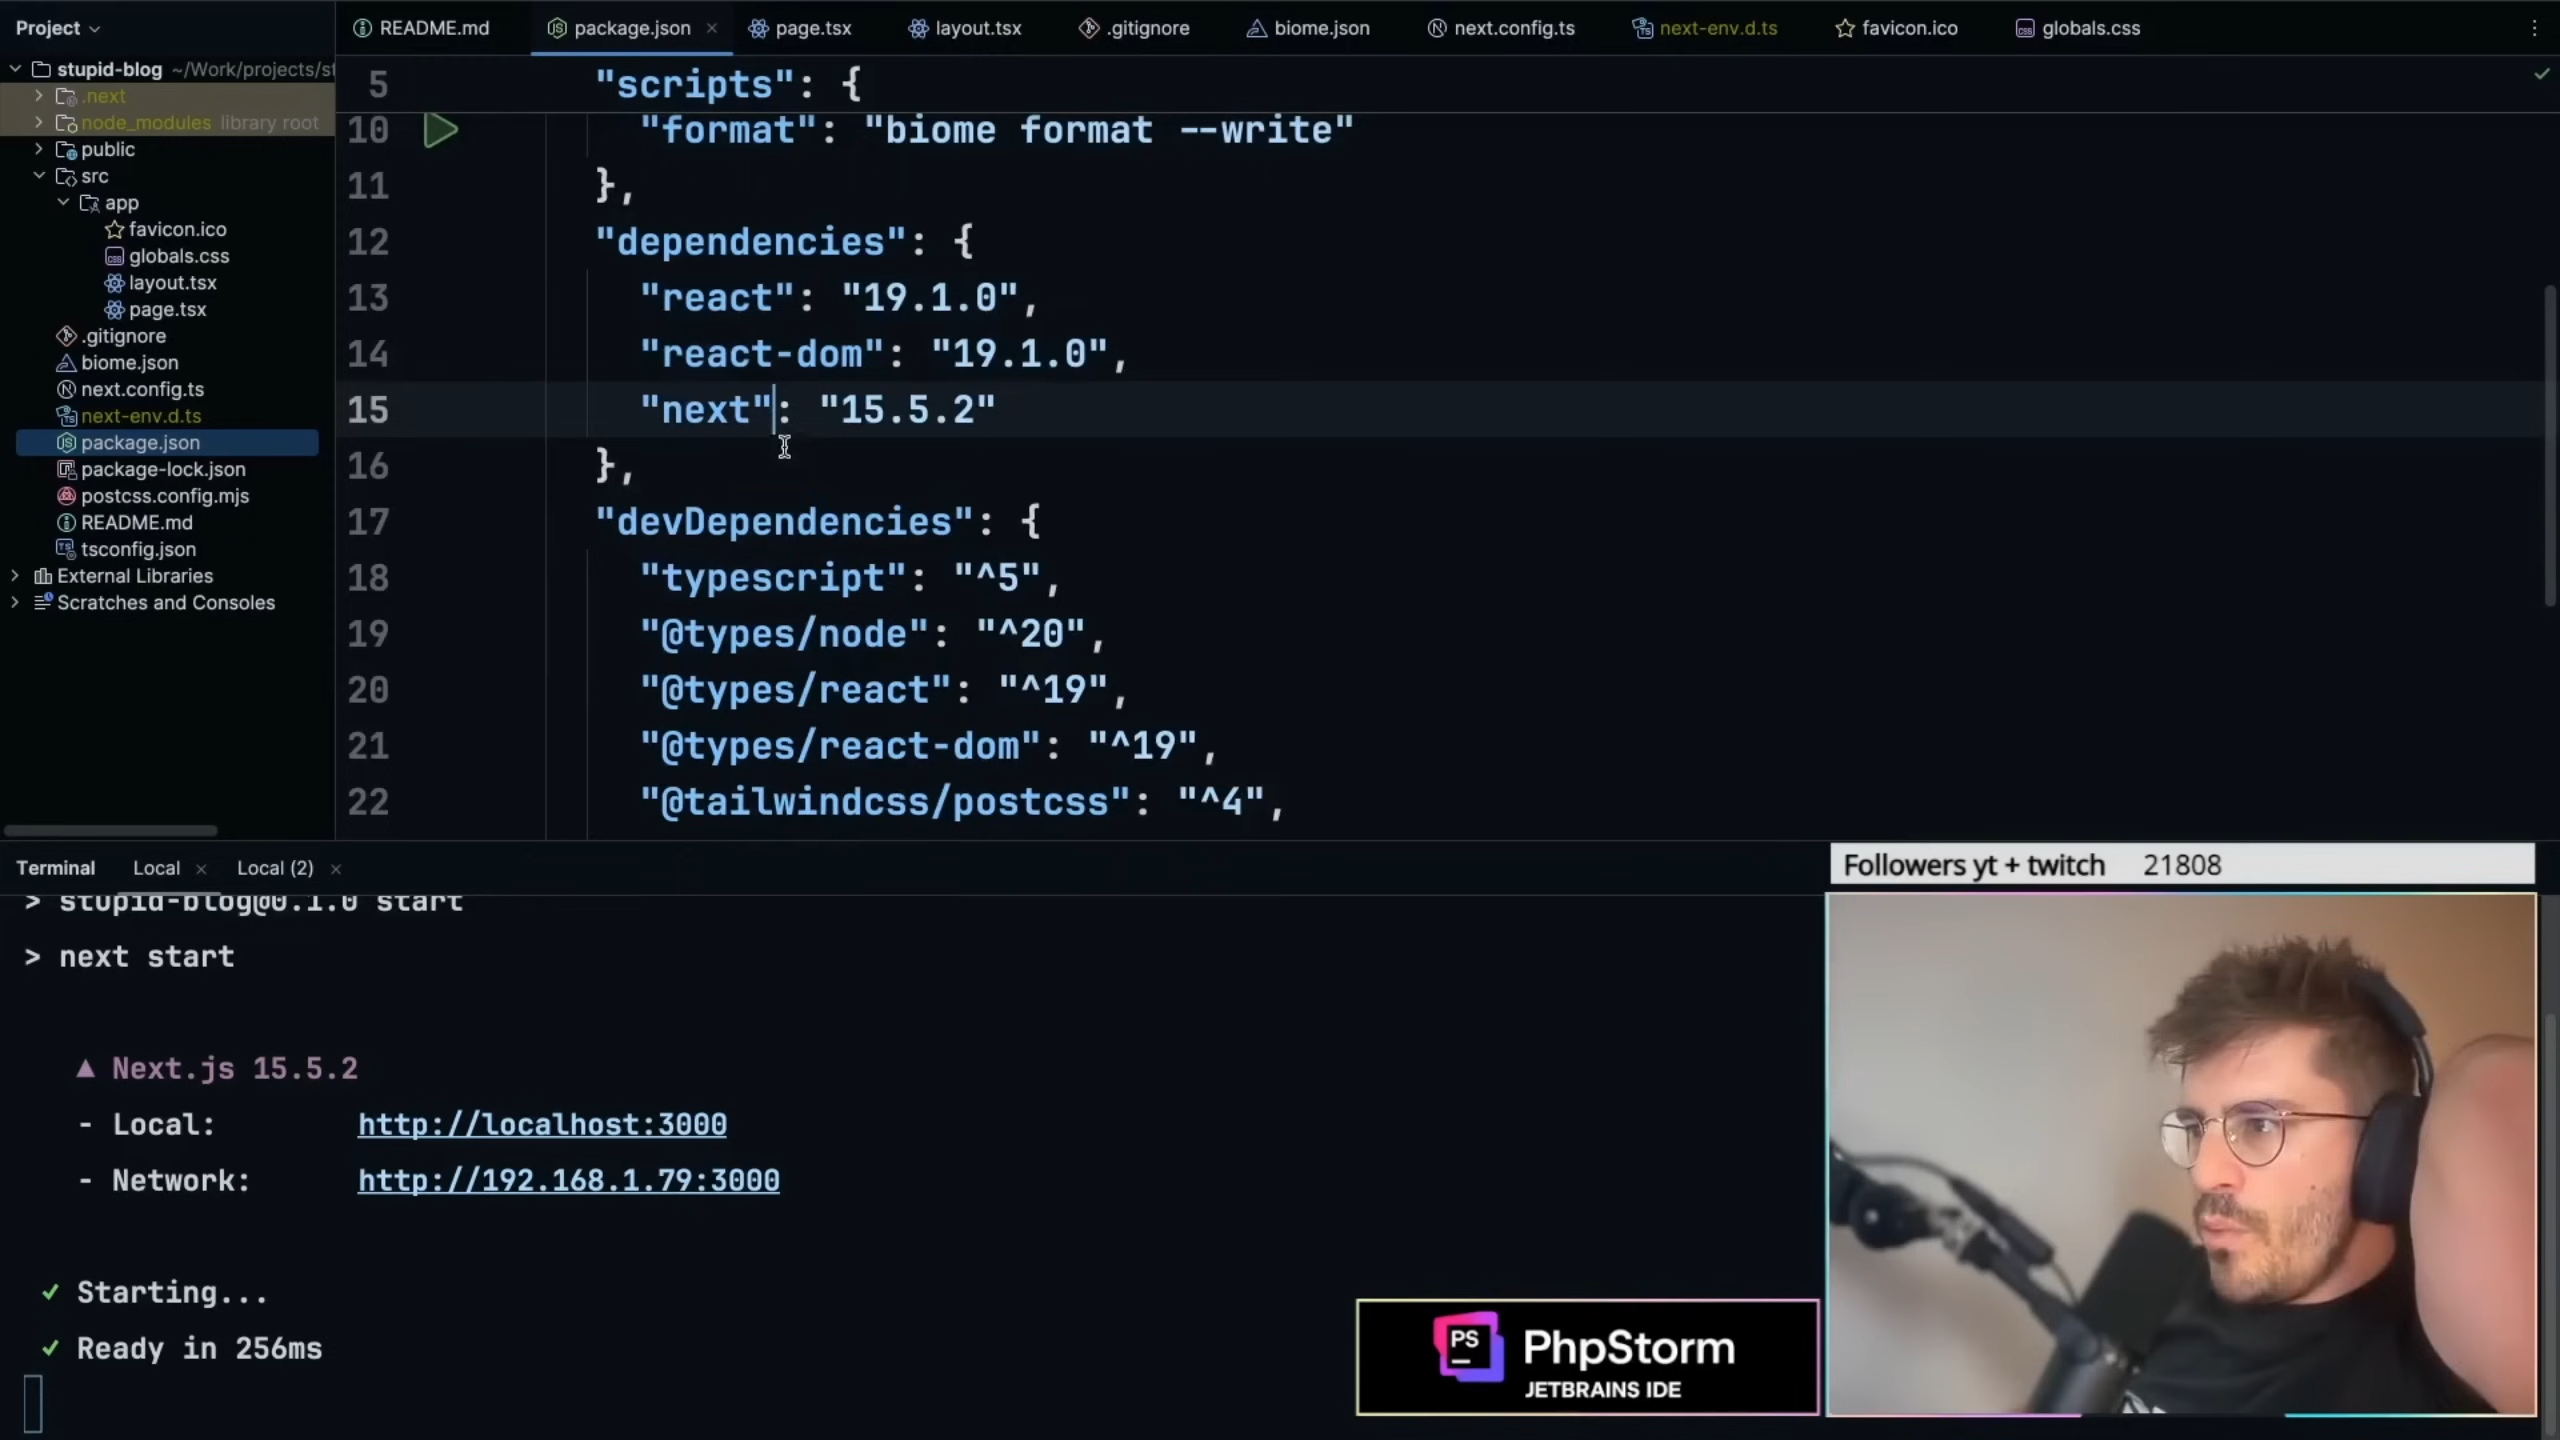 Project
README.md
package.json
page.tsx
layout.tsx
.gitignore
biome.json
next.config.ts
next-env.d.ts
favicon.ico
globals.css
stupid-blog ~/Work/projects/st
.next
node_modules library root
public
src
app
favicon.ico
globals.css
layout.tsx
page.tsx
.gitignore
biome.json
next.config.ts
next-env.d.ts
package.json
package-lock.json
postcss.config.mjs
README.md
tsconfig.json
External Libraries
Scratches and Consoles
5 "scripts": {
10 "format": "biome format --write"
11 },
12 "dependencies": {
13 "react": "19.1.0",
14 "react-dom": "19.1.0",
15 "next": "15.5.2"
16 },
17 "devDependencies": {
18 "typescript": "^5",
19 "@types/node": "^20",
20 "@types/react": "^19",
21 "@types/react-dom": "^19",
22 "@tailwindcss/postcss": "^4",
Terminal Local Local (2)
> stupid-blog@0.1.0 start
> next start
▲ Next.js 15.5.2
- Local: http://localhost:3000
- Network: http://192.168.1.79:3000
✓ Starting...
✓ Ready in 256ms
Followers yt + twitch 21808
PS
PhpStorm
JETBRAINS IDE